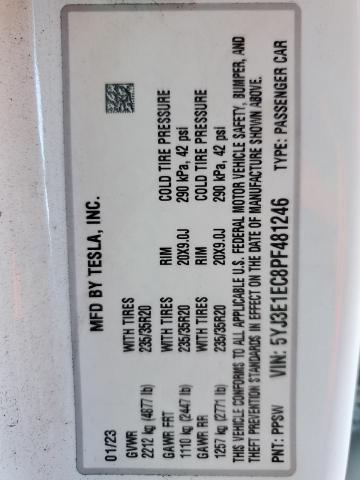 MFD BY TESLA, INC.
01/23
GVWR WITH TIRES RIM COLD TIRE PRESSURE
2212 kg (4877 lb) 235/35R20 20X9.0J 290 kPa, 42 psi
GAWR FRT WITH TIRES RIM COLD TIRE PRESSURE
1110 kg (2447 lb) 235/35R20 20X9.0J 290 kPa, 42 psi
GAWR RR WITH TIRES
1257 kg (2771 lb) 235/35R20
THIS VEHICLE CONFORMS TO ALL APPLICABLE U.S. FEDERAL MOTOR VEHICLE SAFETY, BUMPER, AND
THEFT PREVENTION STANDARDS IN EFFECT ON THE DATE OF MANUFACTURE SHOWN ABOVE.
VIN: 5YJ3E1EC8PF481246
PNT: PPSW TYPE: PASSENGER CAR